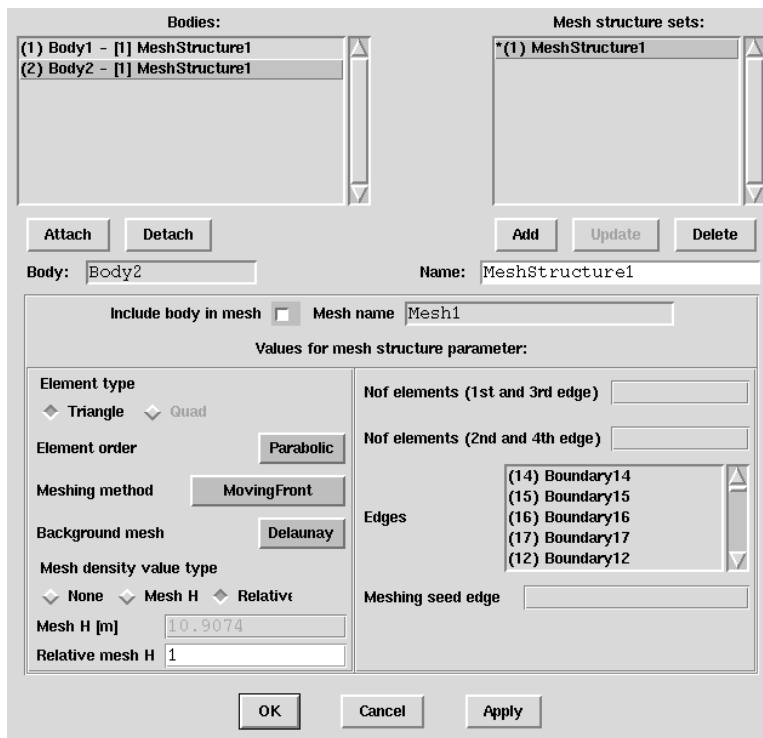 Bodies:
Mesh structure sets:
(1) Body1 - [1] MeshStructure1
(2) Body2 - [1] MeshStructure1
*(1) MeshStructure1
Attach
Detach
Add
Update
Delete
Body:
Body2
Name:
MeshStructure1
Include body in mesh
Mesh name
Mesh1
Values for mesh structure parameter:
Element type
Triangle
Quad
Element order
Parabolic
Meshing method
MovingFront
Background mesh
Delaunay
Mesh density value type
None
Mesh H
Relative
Mesh H [m]
10.9074
Relative mesh H
1
Nof elements (1st and 3rd edge)
Nof elements (2nd and 4th edge)
Edges
(14) Boundary14
(15) Boundary15
(16) Boundary16
(17) Boundary17
(12) Boundary12
Meshing seed edge
OK
Cancel
Apply